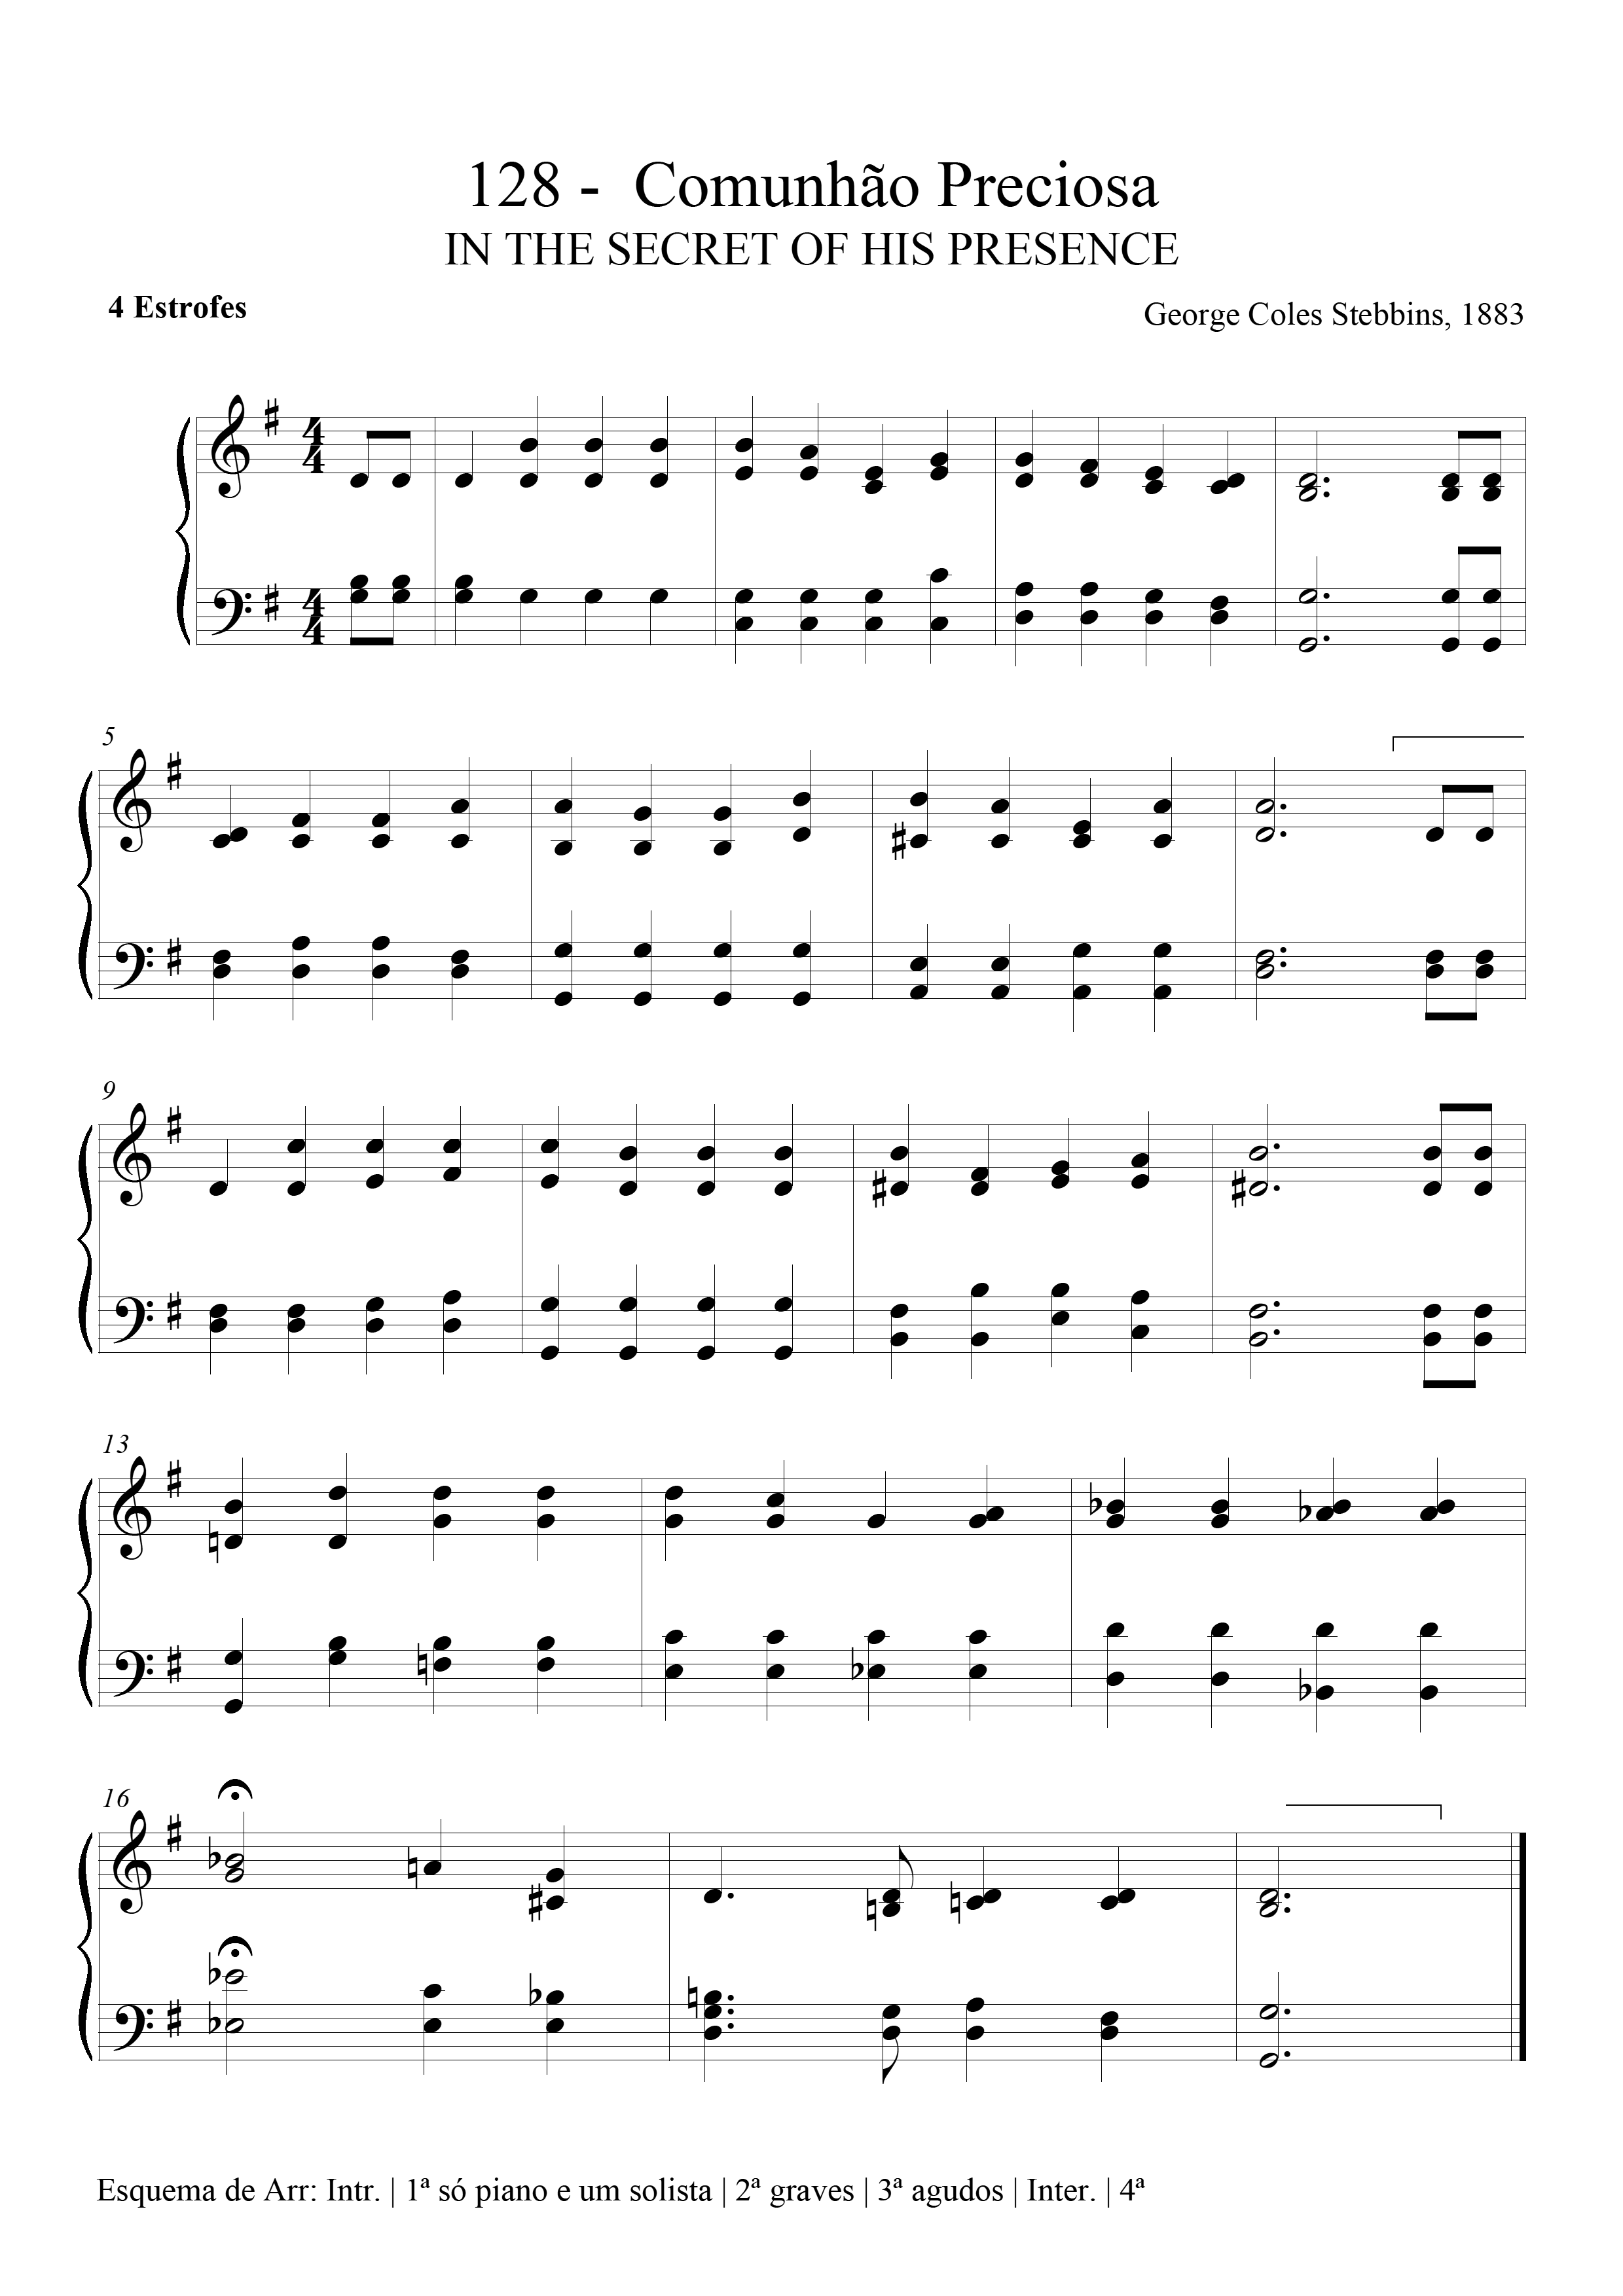 128 - Comunhão Preciosa
IN THE SECRET OF HIS PRESENCE
4 Estrofes
George Coles Stebbins, 1883
4
4
4
4
5
9
13
16
Esquema de Arr: Intr. | 1ª só piano e um solista | 2ª graves | 3ª agudos | Inter. | 4ª